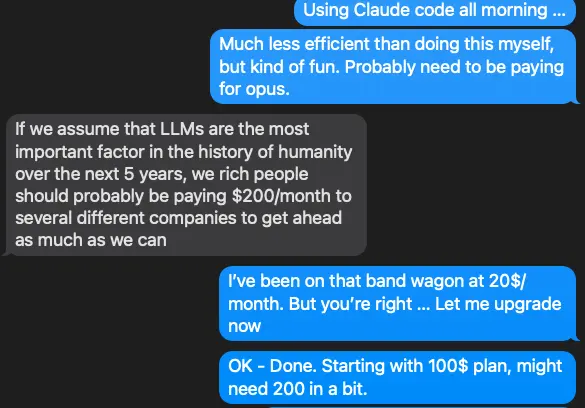 Using Claude code all morning ...
Much less efficient than doing this myself,
but kind of fun. Probably need to be paying
for opus.
If we assume that LLMs are the most
important factor in the history of humanity
over the next 5 years, we rich people
should probably be paying $200/month to
several different companies to get ahead
as much as we can
I've been on that band wagon at 20$/
month. But you're right ... Let me upgrade
now
OK - Done. Starting with 100$ plan, might
need 200 in a bit.